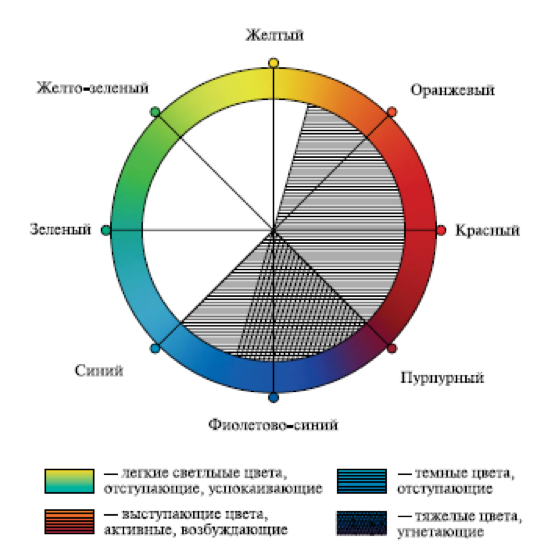 Желтый
Желто-зеленый
Оранжевый
Зеленый
Красный
Синий
Пурпурный
Фиолетово-синий
— легкие светлые цвета,
отступающие, успокаивающие
— темные цвета,
отступающие
— выступающие цвета,
активные, возбуждающие
— тяжелые цвета,
угнетающие